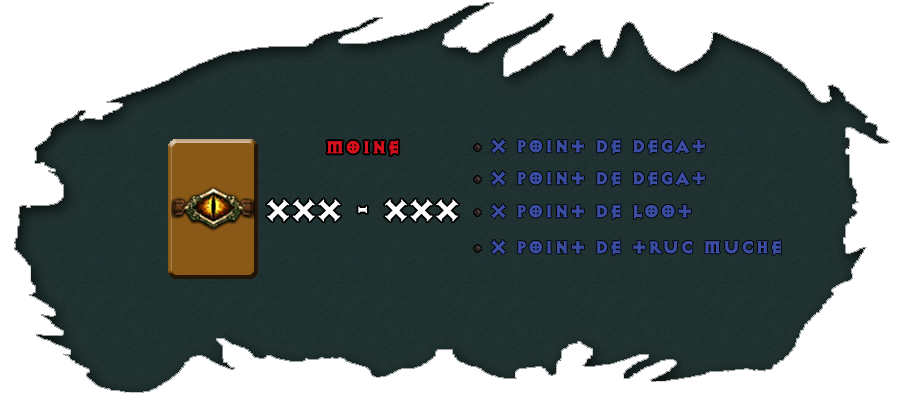 MOINE
XXX - XXX
X POINT DE DEGAT
X POINT DE DEGAT
X POINT DE LOOT
X POINT DE TRUC MUCHE